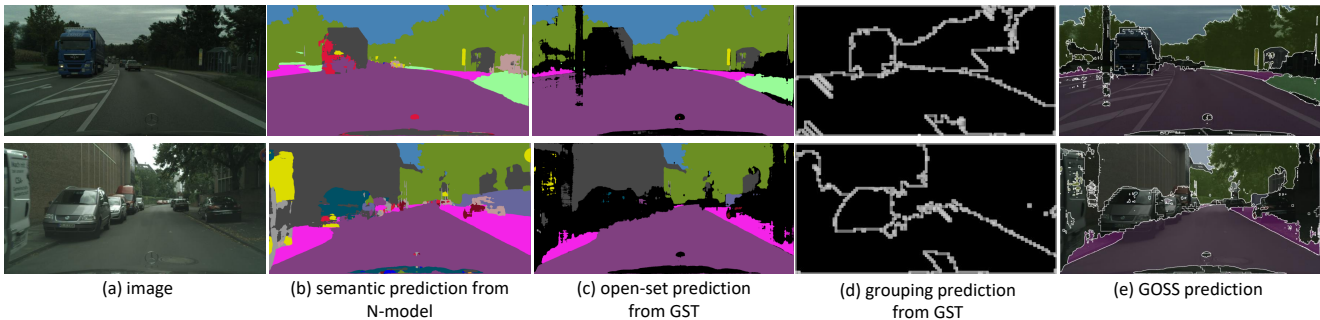 (a) image
(b) semantic prediction from
N-model
(c) open-set prediction
from GST
(d) grouping prediction
from GST
(e) GOSS prediction